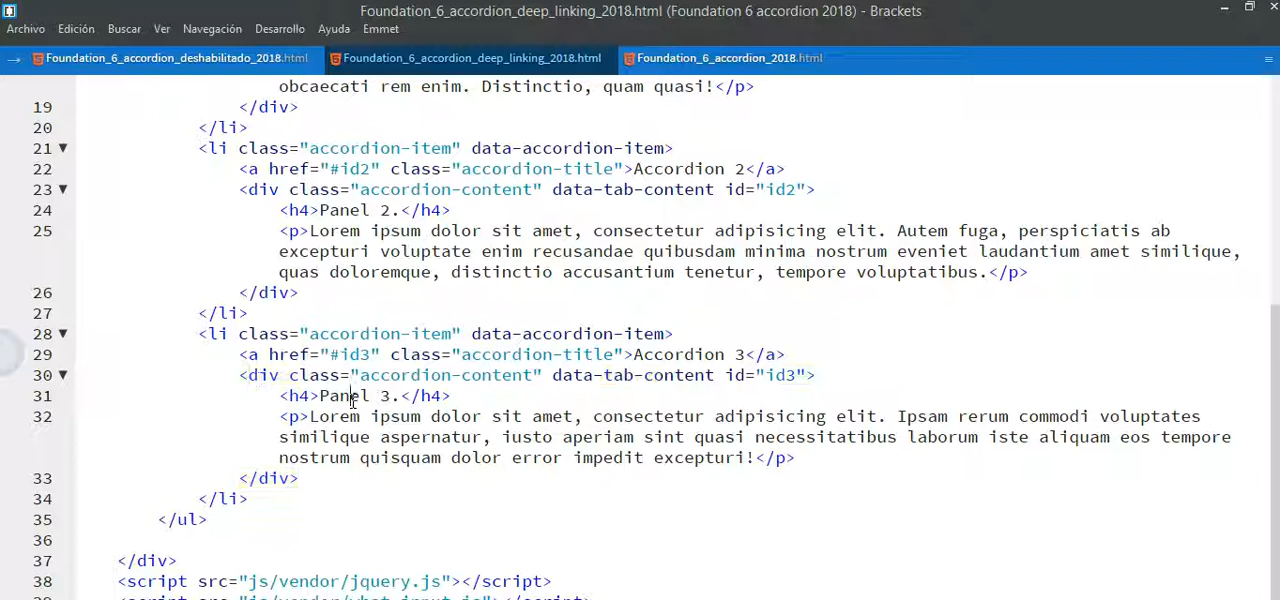 Foundation_6_accordion_deep_linking_2018.html (Foundation 6 accordion 2018) - Brackets
Archivo Edición Buscar Ver Navegación Desarrollo Ayuda Emmet
Foundation_6_accordion_deshabilitado_2018.html Foundation_6_accordion_deep_linking_2018.html Foundation_6_accordion_2018.html
obcaecati rem enim. Distinctio, quam quasi!</p>
19 </div>
20 </li>
21 <li class="accordion-item" data-accordion-item>
22 <a href="#id2" class="accordion-title">Accordion 2</a>
23 <div class="accordion-content" data-tab-content id="id2">
24 <h4>Panel 2.</h4>
25 <p>Lorem ipsum dolor sit amet, consectetur adipisicing elit. Autem fuga, perspiciatis ab
excepturi voluptate enim recusandae quibusdam minima nostrum eveniet laudantium amet similique,
quas doloremque, distinctio accusantium tenetur, tempore voluptatibus.</p>
26 </div>
27 </li>
28 <li class="accordion-item" data-accordion-item>
29 <a href="#id3" class="accordion-title">Accordion 3</a>
30 <div class="accordion-content" data-tab-content id="id3">
31 <h4>Panel 3.</h4>
32 <p>Lorem ipsum dolor sit amet, consectetur adipisicing elit. Ipsam rerum commodi voluptates
similique aspernatur, iusto aperiam sint quasi necessitatibus laborum iste aliquam eos tempore
nostrum quisquam dolor error impedit excepturi!</p>
33 </div>
34 </li>
35 </ul>
36
37 </div>
38 <script src="js/vendor/jquery.js"></script>